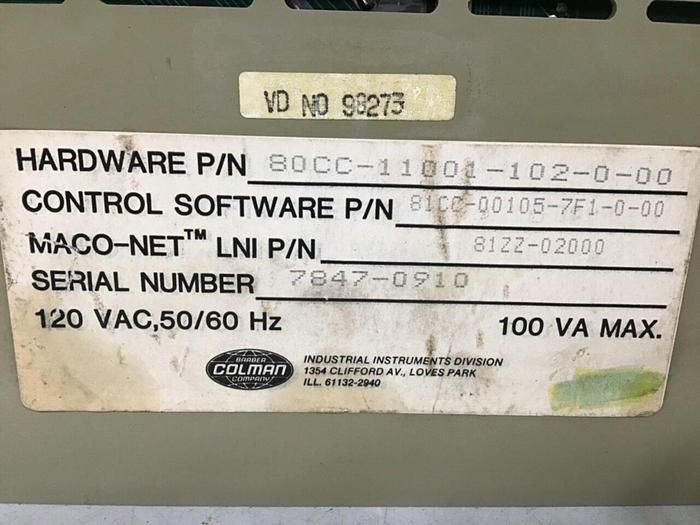 VD NO 98273
HARDWARE P/N 80CC-11001-102-0-00
CONTROL SOFTWARE P/N 81CC-00105-7F1-0-00
MACO-NET™ LNI P/N 81ZZ-02000
SERIAL NUMBER 7847-0910
120 VAC,50/60 Hz 100 VA MAX.
BARBER
COLMAN
COMPANY
INDUSTRIAL INSTRUMENTS DIVISION
1354 CLIFFORD AV., LOVES PARK
ILL. 61132-2940